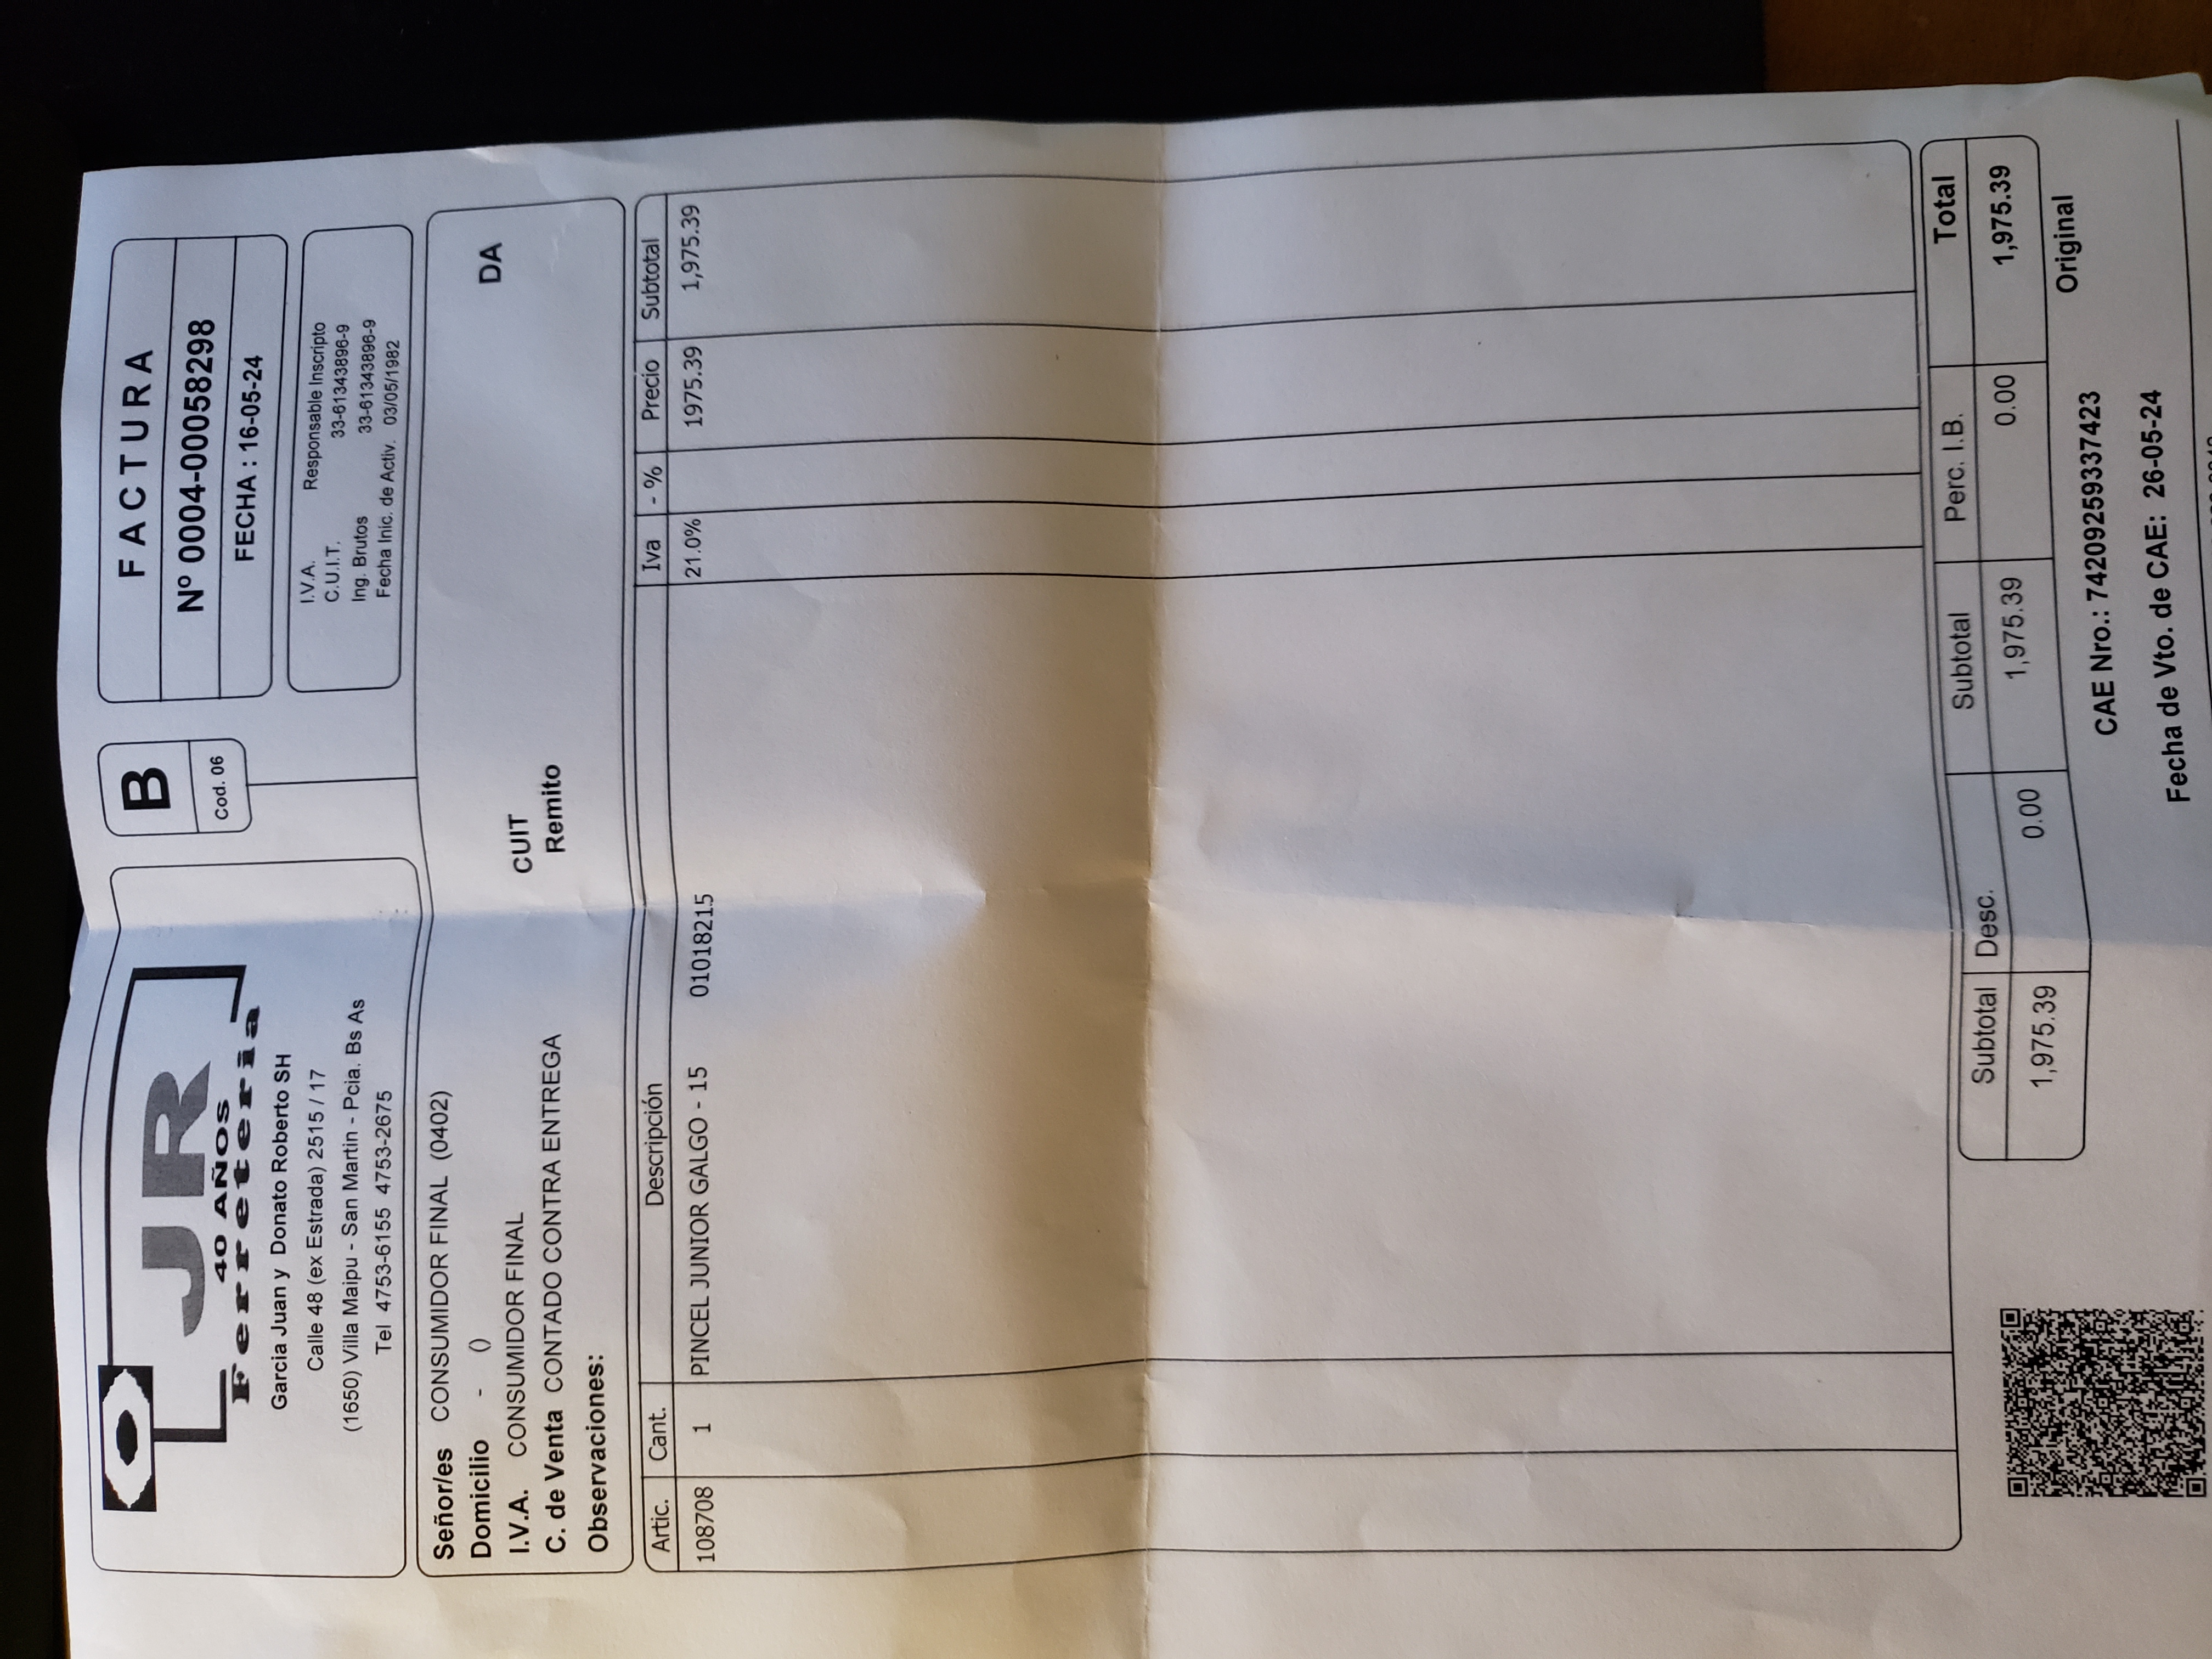 JR
40 AÑOS
Ferreteria
Garcia Juan y Donato Roberto SH
Calle 48 (ex Estrada) 2515 / 17
(1650) Villa Maipu - San Martin - Pcia. Bs As
Tel 4753-6155 4753-2675
B
Cod. 06
FACTURA
Nº 0004-00058298
FECHA : 16-05-24
I.V.A. Responsable Inscripto
C.U.I.T. 33-61343896-9
Ing. Brutos 33-61343896-9
Fecha Inic. de Activ. 03/05/1982
Señor/es CONSUMIDOR FINAL (0402)
Domicilio - ()
DA
I.V.A. CONSUMIDOR FINAL CUIT
C. de Venta CONTADO CONTRA ENTREGA Remito
Observaciones:
Artic. Cant. Descripción Iva - % Precio Subtotal
108708 1 PINCEL JUNIOR GALGO - 15 01018215 21.0% 1975.39 1,975.39
Subtotal Desc. Subtotal Perc. I.B. Total
1,975.39 0.00 1,975.39 0.00 1,975.39
Original
CAE Nro.: 74209259337423
Fecha de Vto. de CAE: 26-05-24